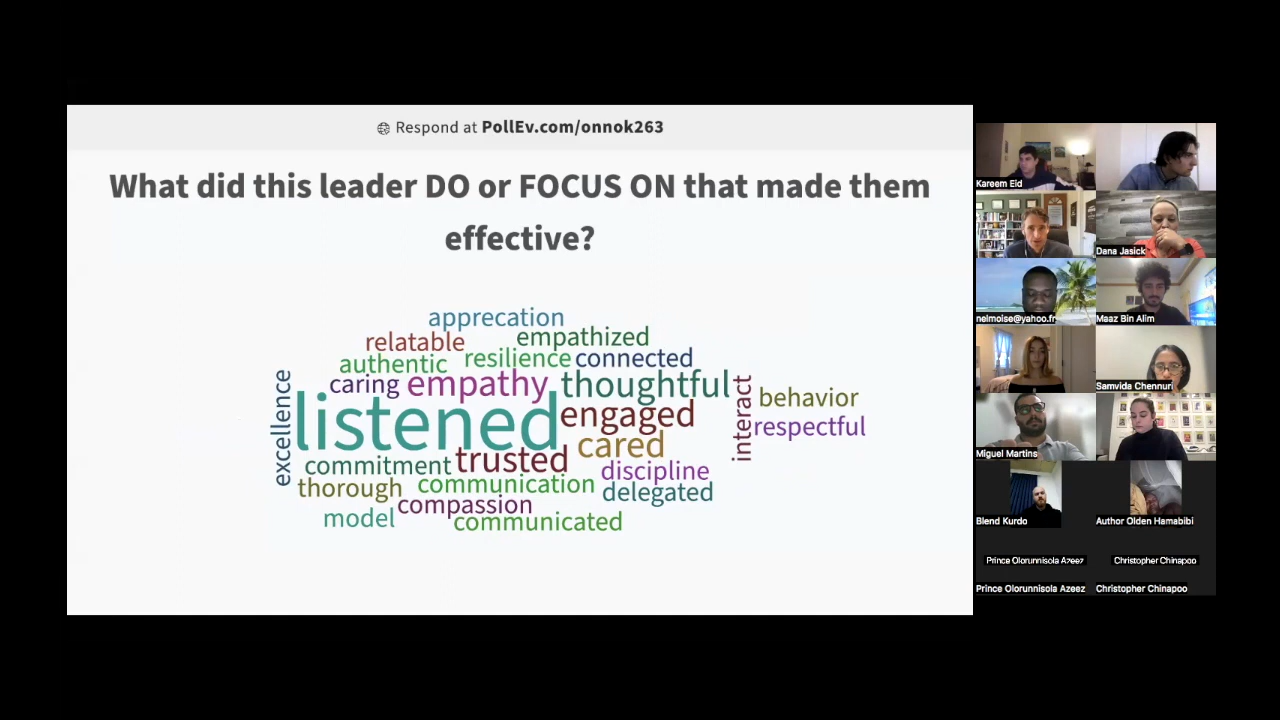 Respond at PollEv.com/onnok263
What did this leader DO or FOCUS ON that made them
effective?
apprecation
relatable
empathized
authentic
resilience
connected
caring
empathy
thoughtful
excellence
listened
engaged
interact
behavior
respectful
cared
commitment
trusted
discipline
thorough
communication
delegated
compassion
model
communicated
Kareem Eid
Dana Jasick
nelmoise@yahoo.fr
Maaz Bin Alim
Samvida Chennuri
Miguel Martins
Blend Kurdo
Author Olden Hamabibi
Prince Olorunnisola Azeez
Christopher Chinapoo
Prince Olorunnisola Azeez
Christopher Chinapoo